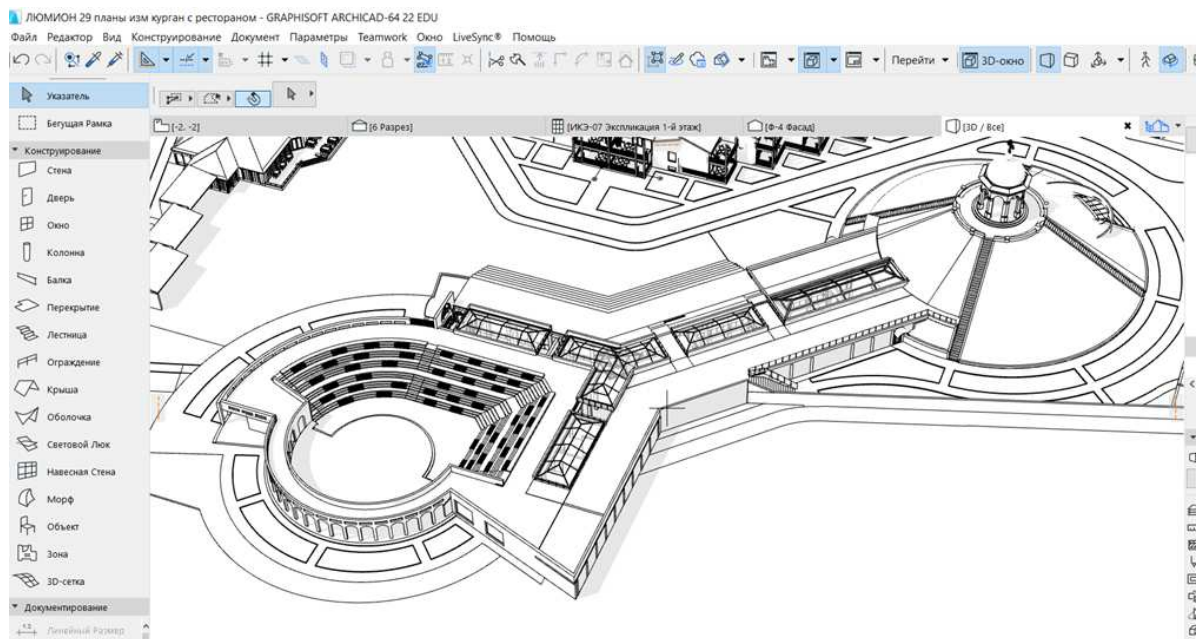 ЛЮМИОН 29 планы изм курган с рестораном - GRAPHISOFT ARCHICAD-64 22 EDU
Файл Редактор Вид Конструирование Документ Параметры Teamwork Окно LiveSync® Помощь
Перейти 3D-окно
Указатель
Бегущая Рамка
[-2. -2] [6 Разрез] [ИКЭ-07 Экспликация 1-й этаж] [Ф-4 Фасад] [3D / Все]
Конструирование
Стена
Дверь
Окно
Колонна
Балка
Перекрытие
Лестница
Ограждение
Крыша
Оболочка
Световой Люк
Навесная Стена
Морф
Объект
Зона
3D-сетка
Документирование
Линейный Размер